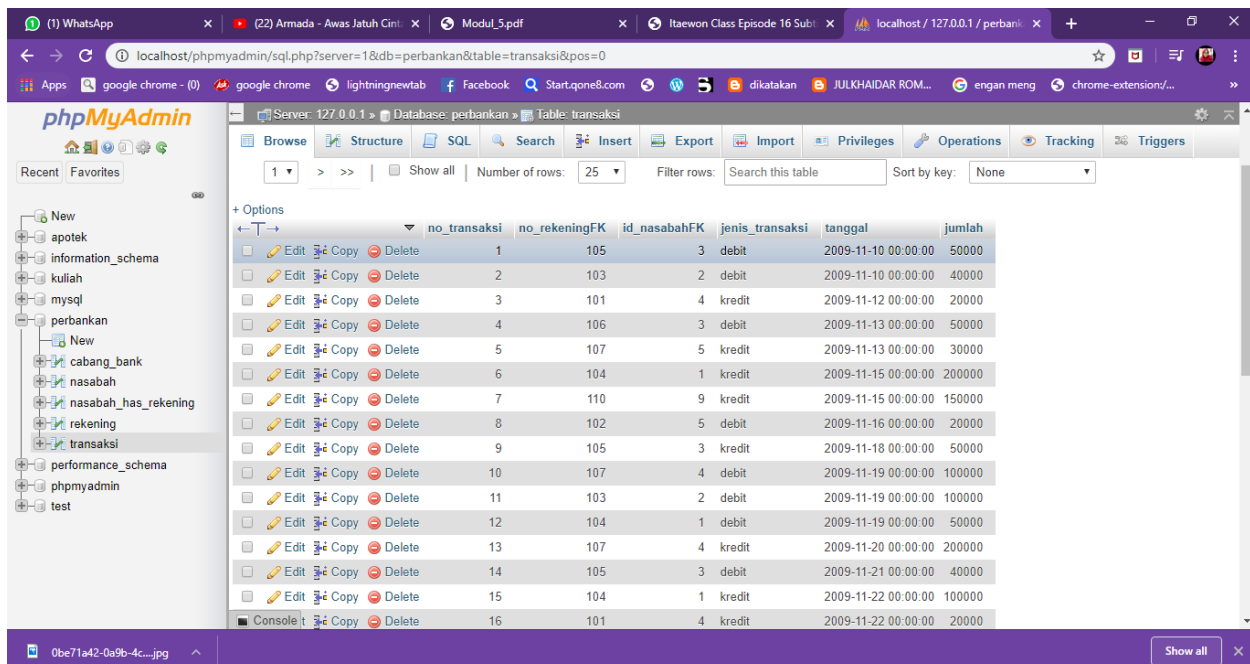 (1) WhatsApp (22) Armada - Awas Jatuh Cint Modul_5.pdf Itaewon Class Episode 16 Subt localhost / 127.0.0.1 / perbank
localhost/phpmyadmin/sql.php?server=1&db=perbankan&table=transaksi&pos=0
Apps google chrome - (0) google chrome lightningnewtab Facebook Start.qone8.com dikatakan JULKHAIDAR ROM... engan meng chrome-extension:/... »
phpMyAdmin
Recent Favorites
New
apotek
information_schema
kuliah
mysql
perbankan
New
cabang_bank
nasabah
nasabah_has_rekening
rekening
transaksi
performance_schema
phpmyadmin
test
Server: 127.0.0.1 » Database: perbankan » Table: transaksi
Browse Structure SQL Search Insert Export Import Privileges Operations Tracking Triggers
1 > >> Show all Number of rows: 25 Filter rows: Search this table Sort by key: None
+ Options
←T→ no_transaksi no_rekeningFK id_nasabahFK jenis_transaksi tanggal jumlah
Edit Copy Delete 1 105 3 debit 2009-11-10 00:00:00 50000
Edit Copy Delete 2 103 2 debit 2009-11-10 00:00:00 40000
Edit Copy Delete 3 101 4 kredit 2009-11-12 00:00:00 20000
Edit Copy Delete 4 106 3 debit 2009-11-13 00:00:00 50000
Edit Copy Delete 5 107 5 kredit 2009-11-13 00:00:00 30000
Edit Copy Delete 6 104 1 kredit 2009-11-15 00:00:00 200000
Edit Copy Delete 7 110 9 kredit 2009-11-15 00:00:00 150000
Edit Copy Delete 8 102 5 debit 2009-11-16 00:00:00 20000
Edit Copy Delete 9 105 3 kredit 2009-11-18 00:00:00 50000
Edit Copy Delete 10 107 4 debit 2009-11-19 00:00:00 100000
Edit Copy Delete 11 103 2 debit 2009-11-19 00:00:00 100000
Edit Copy Delete 12 104 1 debit 2009-11-19 00:00:00 50000
Edit Copy Delete 13 107 4 kredit 2009-11-20 00:00:00 200000
Edit Copy Delete 14 105 3 debit 2009-11-21 00:00:00 40000
Edit Copy Delete 15 104 1 kredit 2009-11-22 00:00:00 100000
Console t Copy Delete 16 101 4 kredit 2009-11-22 00:00:00 20000
0be71a42-0a9b-4c....jpg Show all